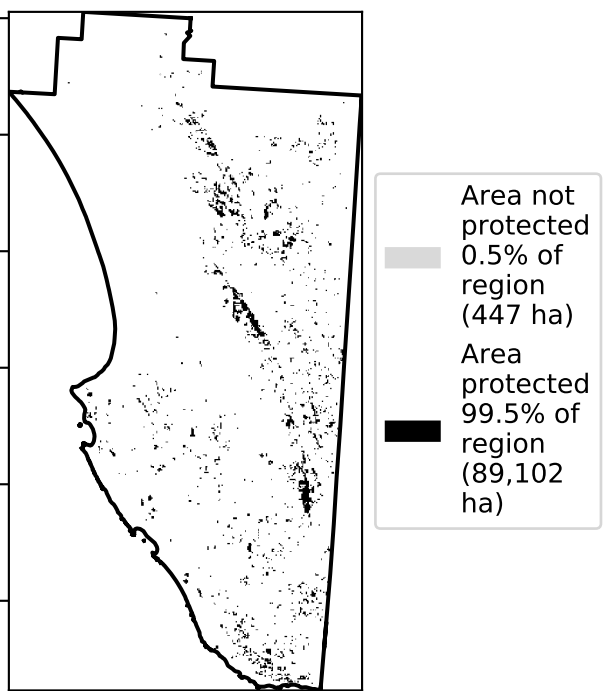 Area not
protected
0.5% of
region
(447 ha)
Area
protected
99.5% of
region
(89,102
ha)